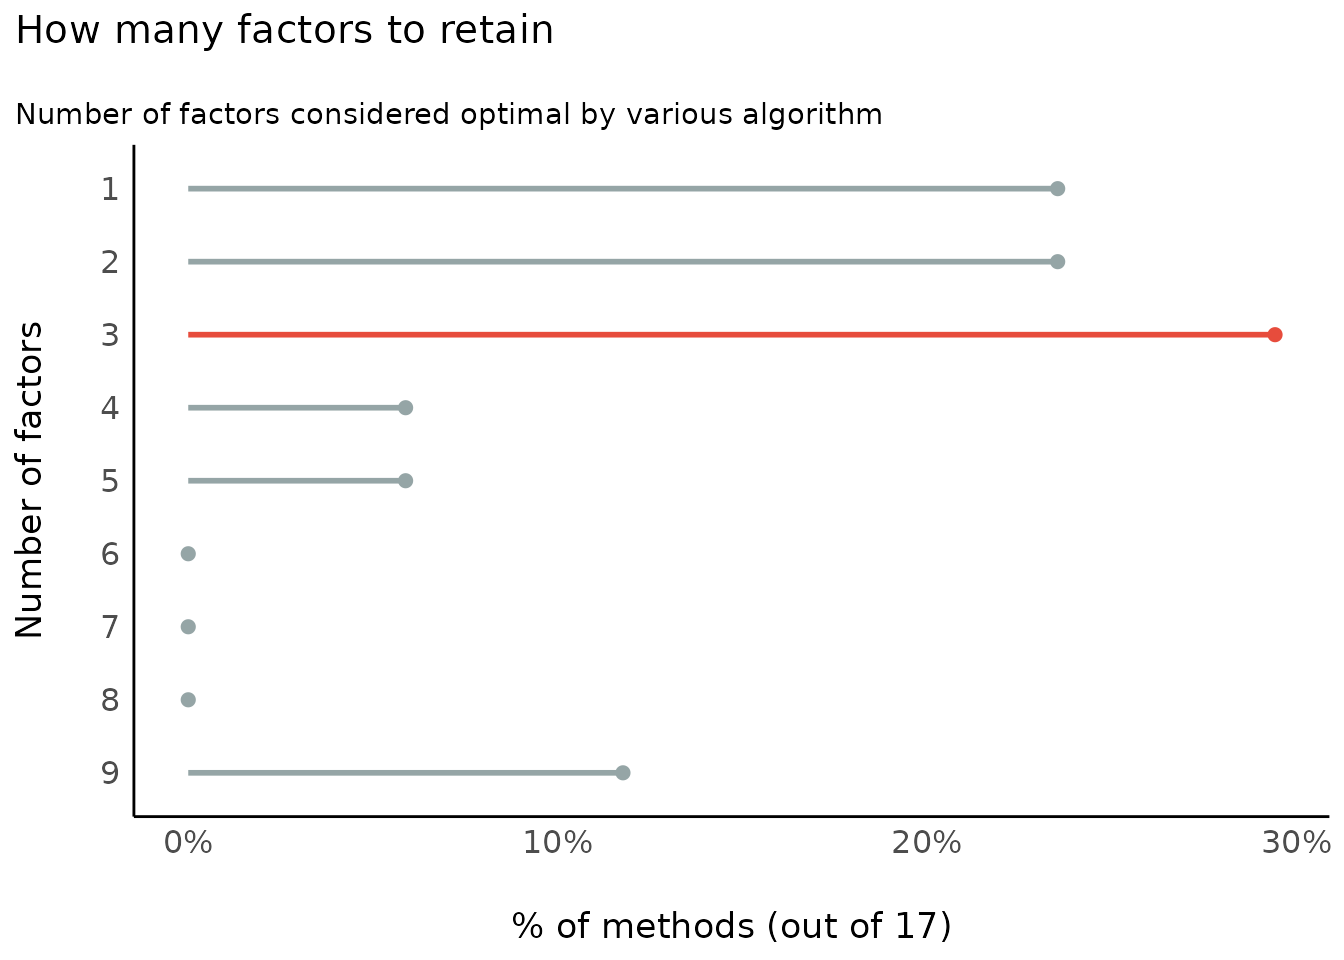 How many factors to retain
Number of factors considered optimal by various algorithm
Number of factors
1
2
3
4
5
6
7
8
9
0% 10% 20% 30%
% of methods (out of 17)